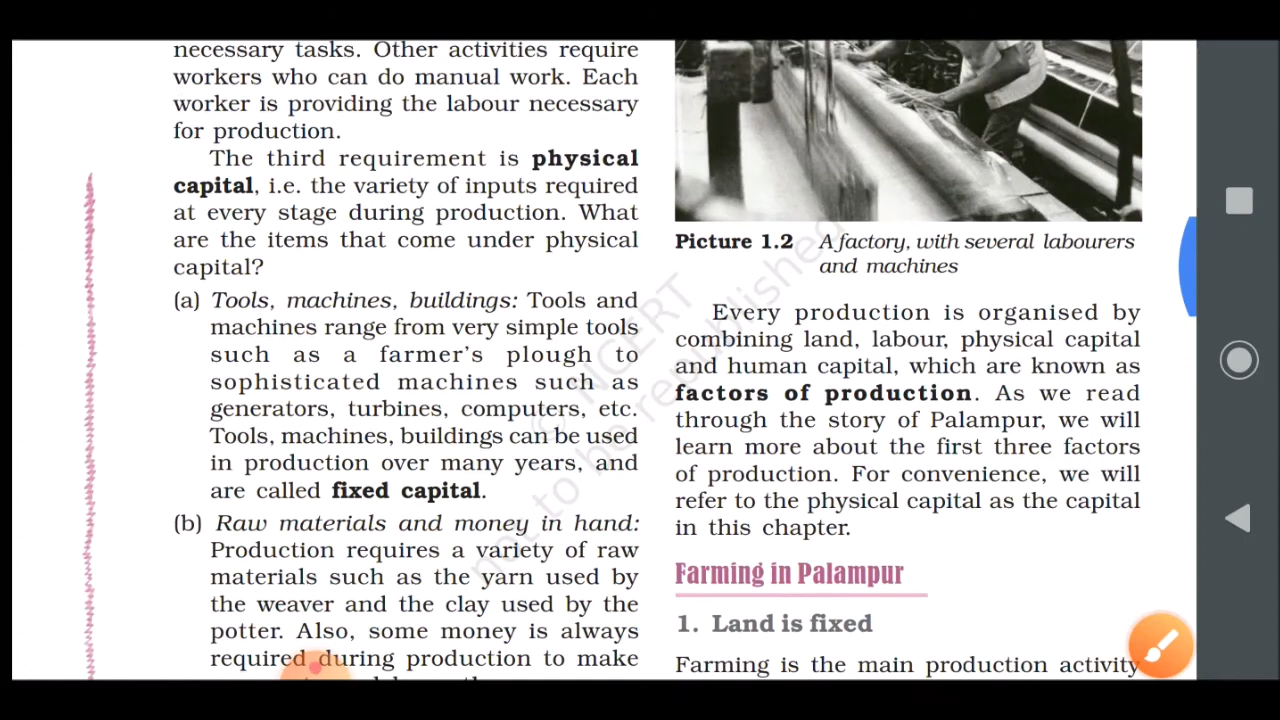 necessary tasks. Other activities require
workers who can do manual work. Each
worker is providing the labour necessary
for production.
The third requirement is physical
capital, i.e. the variety of inputs required
at every stage during production. What
are the items that come under physical
capital?
(a) Tools, machines, buildings: Tools and
machines range from very simple tools
such as a farmer's plough to
sophisticated machines such as
generators, turbines, computers, etc.
Tools, machines, buildings can be used
in production over many years, and
are called fixed capital.
(b) Raw materials and money in hand:
Production requires a variety of raw
materials such as the yarn used by
the weaver and the clay used by the
potter. Also, some money is always
required during production to make
Picture 1.2 A factory, with several labourers
and machines
Every production is organised by
combining land, labour, physical capital
and human capital, which are known as
factors of production. As we read
through the story of Palampur, we will
learn more about the first three factors
of production. For convenience, we will
refer to the physical capital as the capital
in this chapter.
Farming in Palampur
1. Land is fixed
Farming is the main production activity
© NCERT
not to be republished